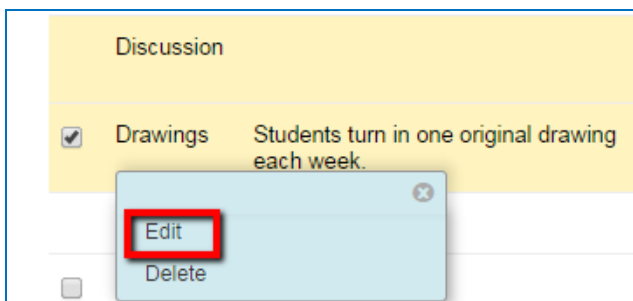 Discussion
Drawings Students turn in one original drawing
each week.
Edit
Delete